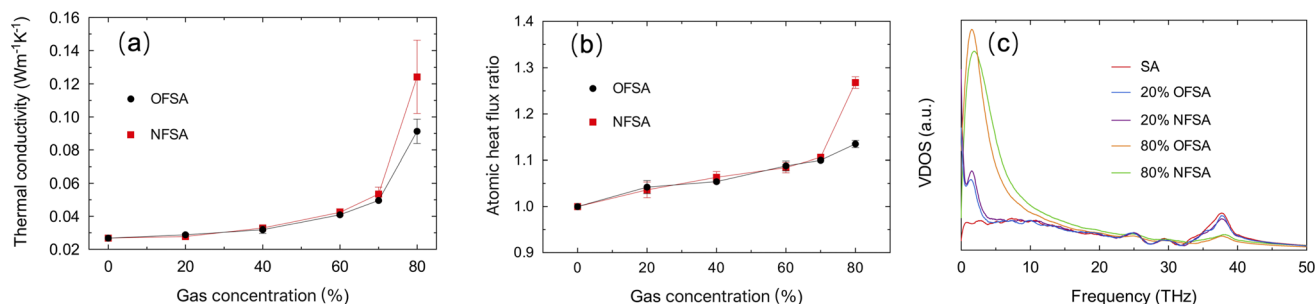 (a)
0.16
0.14
0.12
0.10
0.08
0.06
0.04
0.02
Thermal conductivity (Wm⁻¹K⁻¹)
OFSA
NFSA
0 20 40 60 80
Gas concentration (%)
(b)
1.4
1.3
1.2
1.1
1.0
0.9
Atomic heat flux ratio
OFSA
NFSA
0 20 40 60 80
Gas concentration (%)
(c)
VDOS (a.u.)
SA
20% OFSA
20% NFSA
80% OFSA
80% NFSA
0 10 20 30 40 50
Frequency (THz)